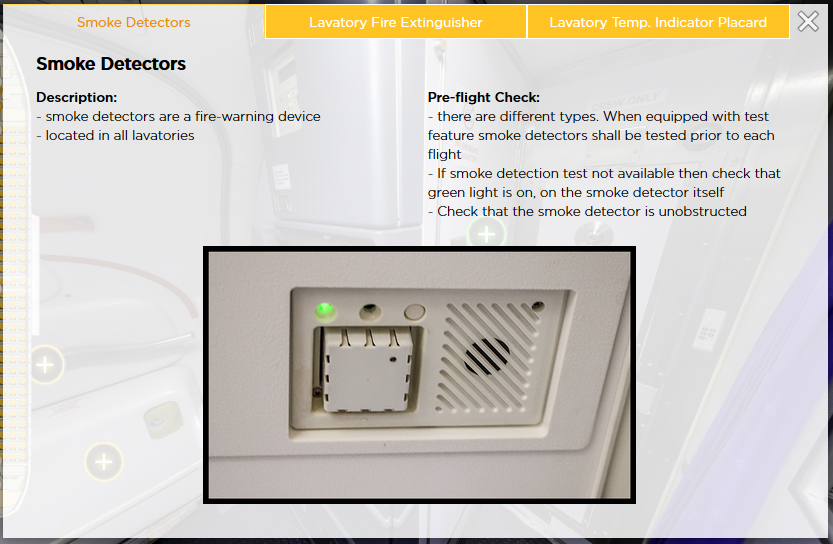 Smoke Detectors
Lavatory Fire Extinguisher
Lavatory Temp. Indicator Placard
Smoke Detectors
Description:
- smoke detectors are a fire-warning device
- located in all lavatories
Pre-flight Check:
- there are different types. When equipped with test
feature smoke detectors shall be tested prior to each
flight
- If smoke detection test not available then check that
green light is on, on the smoke detector itself
- Check that the smoke detector is unobstructed